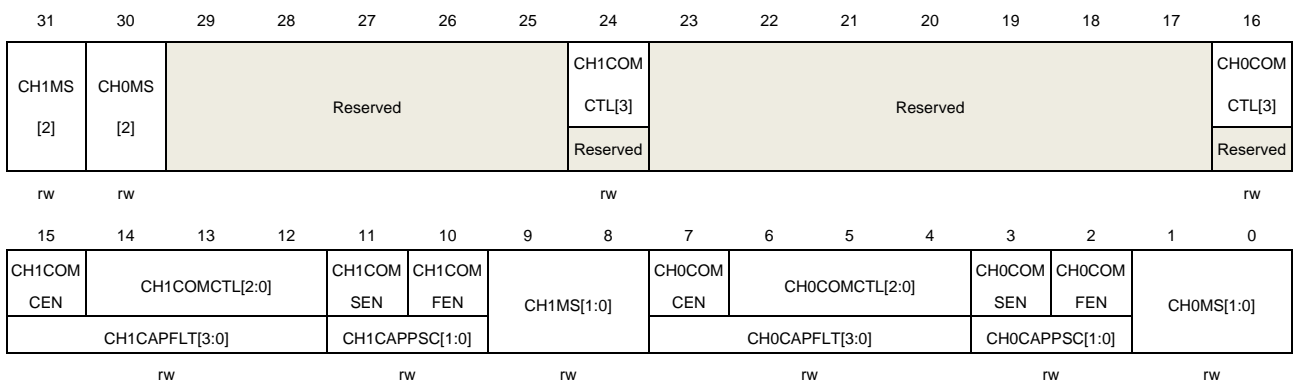 31 30 29 28 27 26 25 24 23 22 21 20 19 18 17 16
CH1MS
[2]
CH0MS
[2]
Reserved
CH1COM
CTL[3]
Reserved
Reserved
CH0COM
CTL[3]
Reserved
rw rw rw rw
15 14 13 12 11 10 9 8 7 6 5 4 3 2 1 0
CH1COM
CEN
CH1COMCTL[2:0]
CH1COM
SEN
CH1COM
FEN
CH1MS[1:0]
CH0COM
CEN
CH0COMCTL[2:0]
CH0COM
SEN
CH0COM
FEN
CH0MS[1:0]
CH1CAPFLT[3:0] CH1CAPPSC[1:0] CH0CAPFLT[3:0] CH0CAPPSC[1:0]
rw rw rw rw rw rw